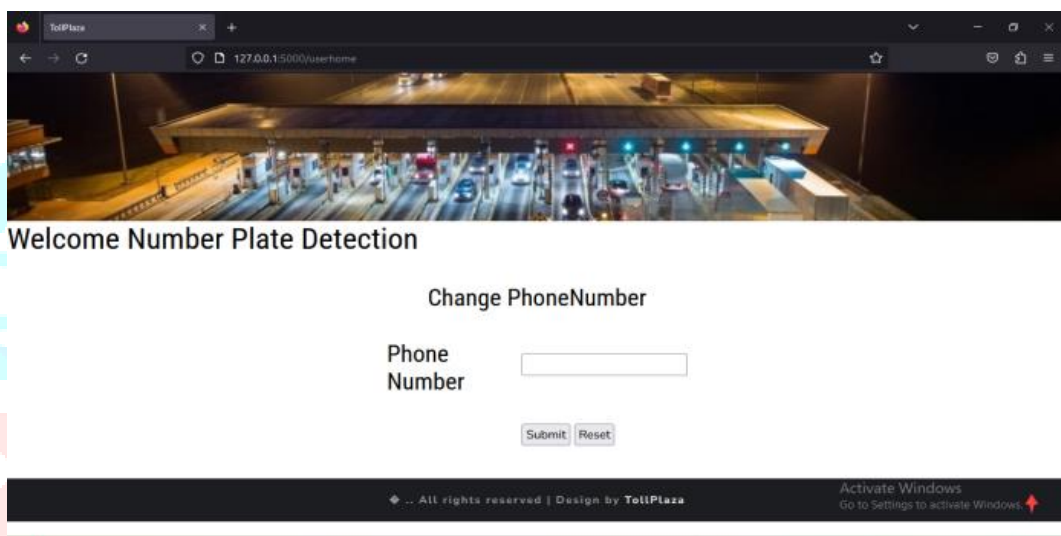 TollPlaza
127.0.0.1:5000/userhome
Welcome Number Plate Detection
Change PhoneNumber
Phone
Number
Submit Reset
� .. All rights reserved | Design by TollPlaza
Activate Windows
Go to Settings to activate Windows.